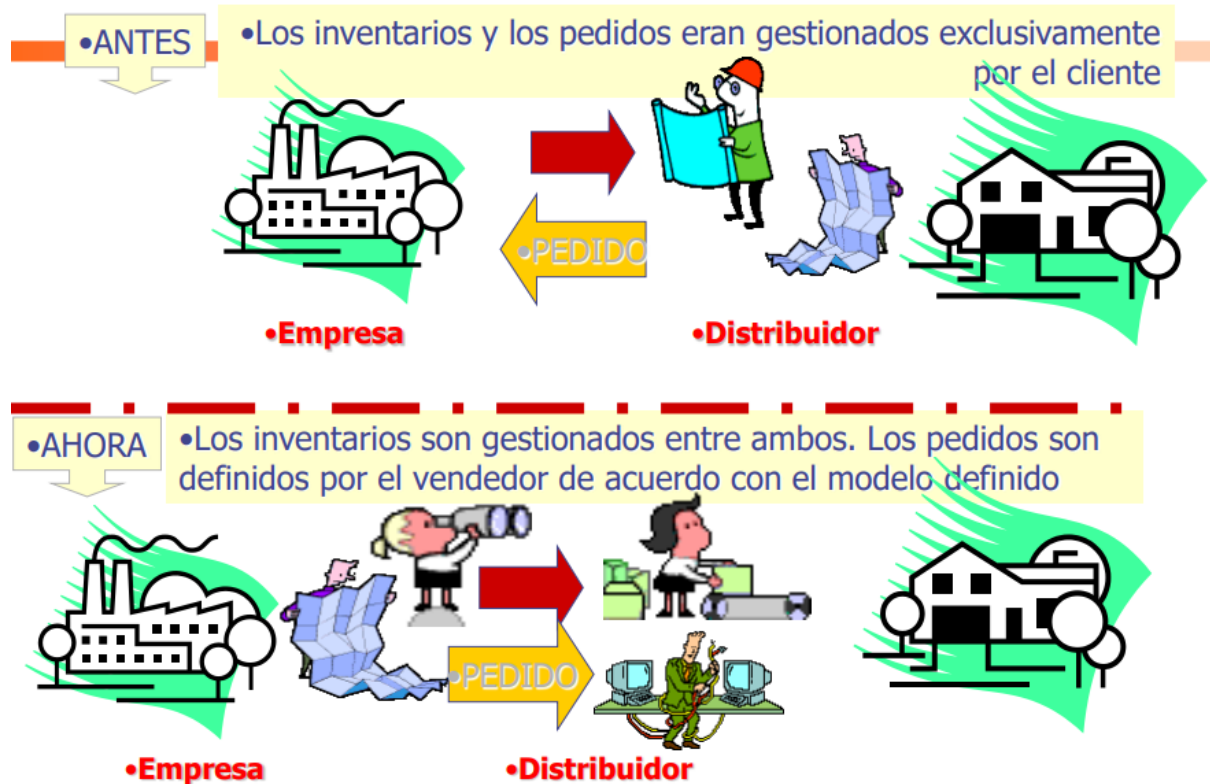 •ANTES
•Los inventarios y los pedidos eran gestionados exclusivamente
por el cliente
•PEDIDO
•Empresa
•Distribuidor
•AHORA
•Los inventarios son gestionados entre ambos. Los pedidos son
definidos por el vendedor de acuerdo con el modelo definido
•PEDIDO
•Empresa
•Distribuidor